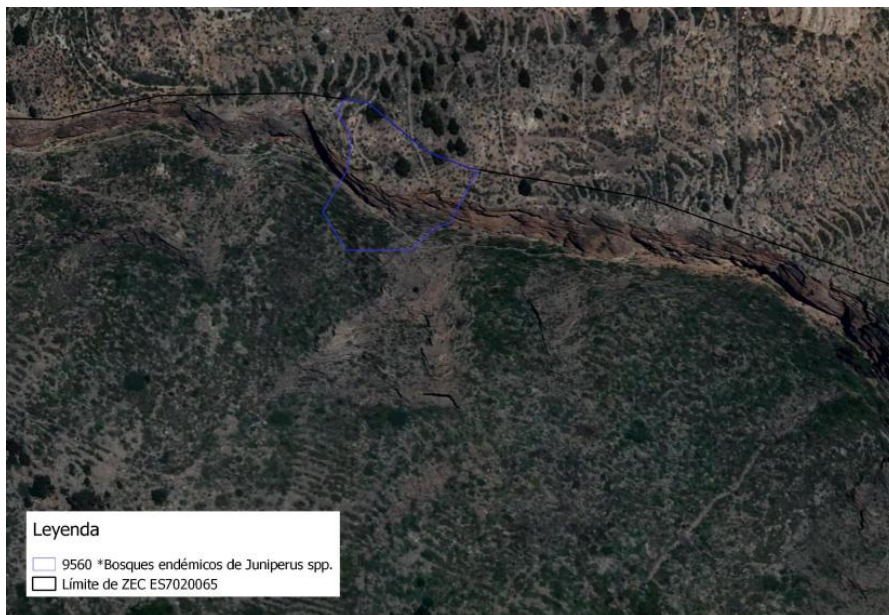 Leyenda
9560 *Bosques endémicos de Juniperus spp.
Límite de ZEC ES7020065